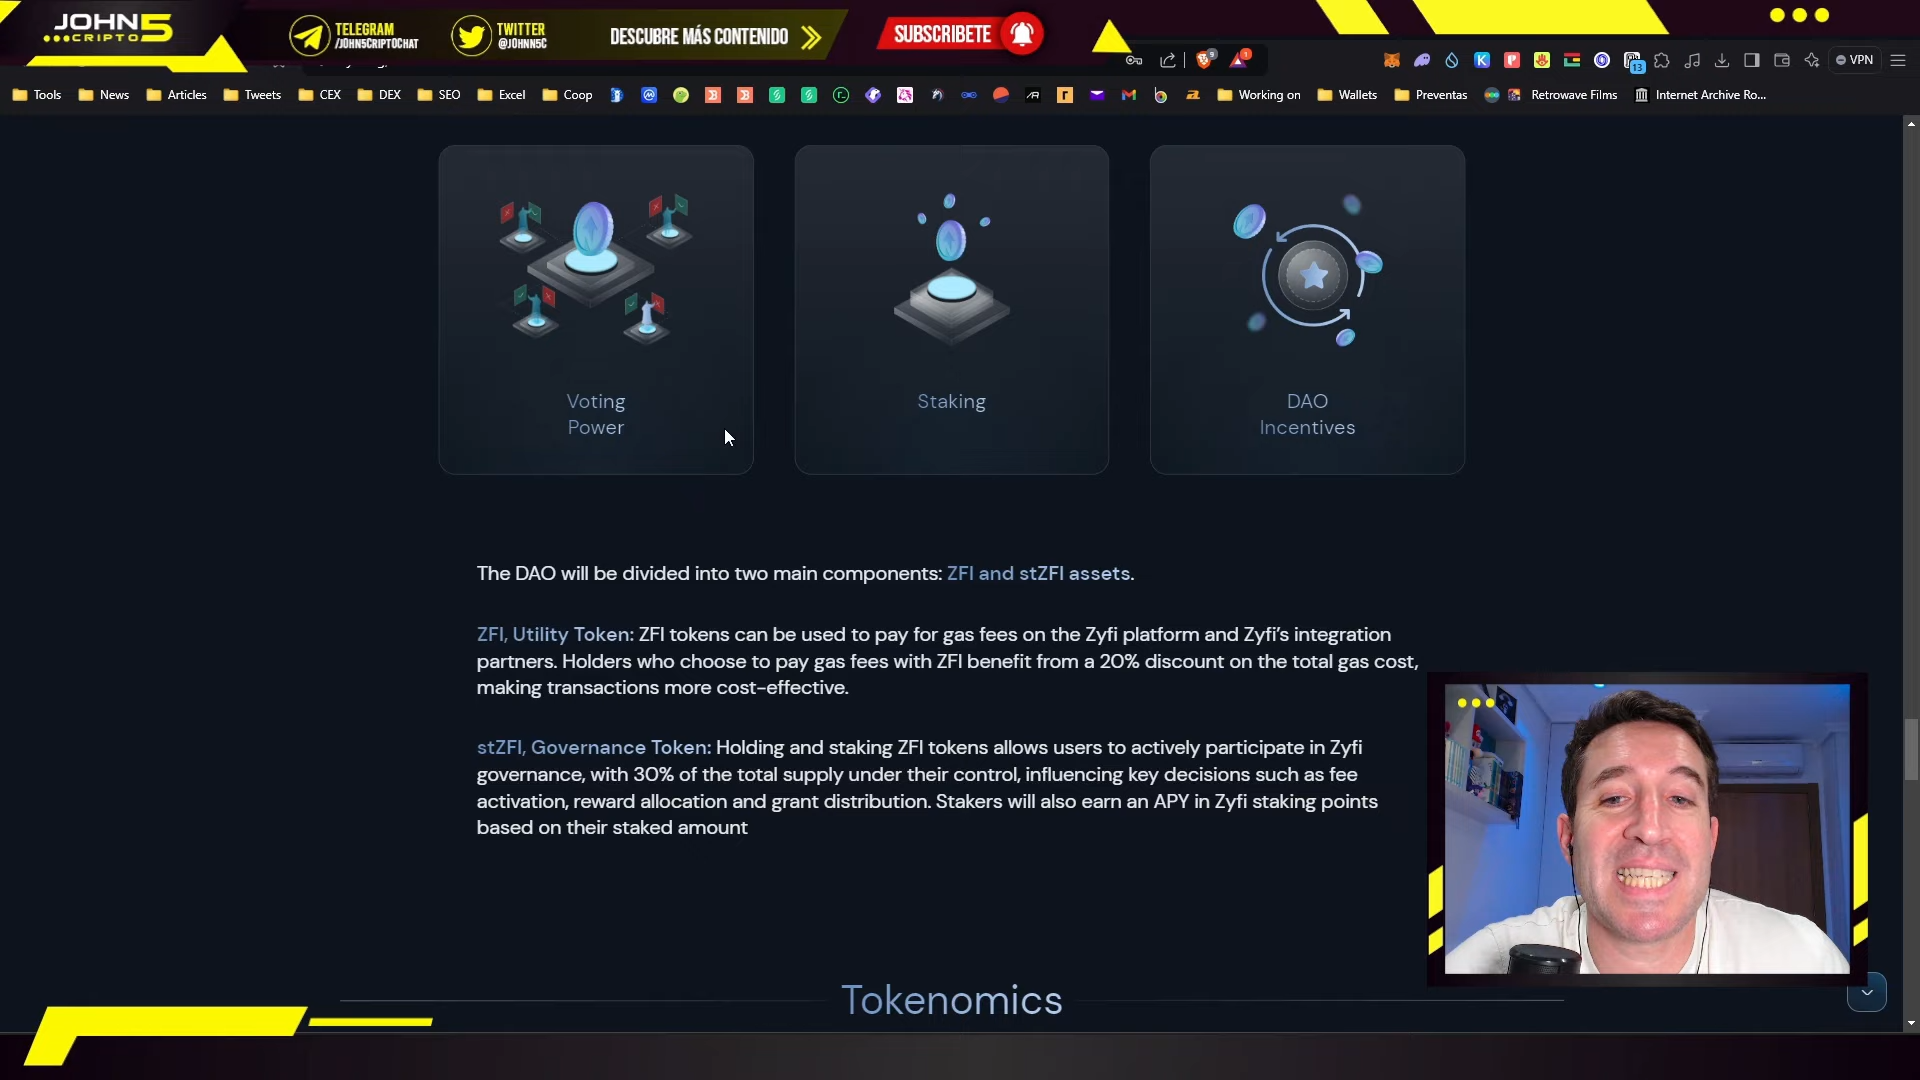 JOHN 5
CRIPTO
TELEGRAM
/JOHN5CRIPTOCHAT
TWITTER
@JOHNN5C
DESCUBRE MÁS CONTENIDO
SUBSCRIBETE
9
1
13
VPN
Tools
News
Articles
Tweets
CEX
DEX
SEO
Excel
Coop
Working on
Wallets
Preventas
Retrowave Films
Internet Archive Ro...
Voting
Power
Staking
DAO
Incentives
The DAO will be divided into two main components: ZFI and stZFI assets.
ZFI, Utility Token: ZFI tokens can be used to pay for gas fees on the Zyfi platform and Zyfi’s integration
partners. Holders who choose to pay gas fees with ZFI benefit from a 20% discount on the total gas cost,
making transactions more cost-effective.
stZFI, Governance Token: Holding and staking ZFI tokens allows users to actively participate in Zyfi
governance, with 30% of the total supply under their control, influencing key decisions such as fee
activation, reward allocation and grant distribution. Stakers will also earn an APY in Zyfi staking points
based on their staked amount
Tokenomics